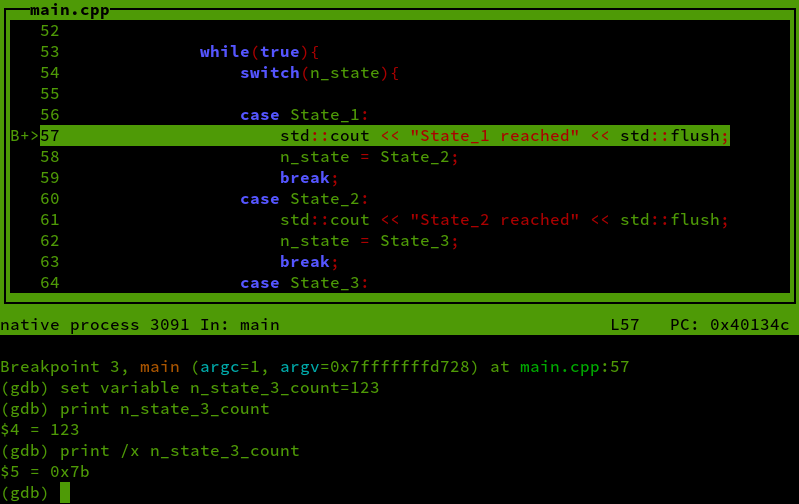 main.cpp
52
53 while(true){
54 switch(n_state){
55
56 case State_1:
B+>57 std::cout << "State_1 reached" << std::flush;
58 n_state = State_2;
59 break;
60 case State_2:
61 std::cout << "State_2 reached" << std::flush;
62 n_state = State_3;
63 break;
64 case State_3:
native process 3091 In: main L57 PC: 0x40134c
Breakpoint 3, main (argc=1, argv=0x7fffffffd728) at main.cpp:57
(gdb) set variable n_state_3_count=123
(gdb) print n_state_3_count
$4 = 123
(gdb) print /x n_state_3_count
$5 = 0x7b
(gdb)